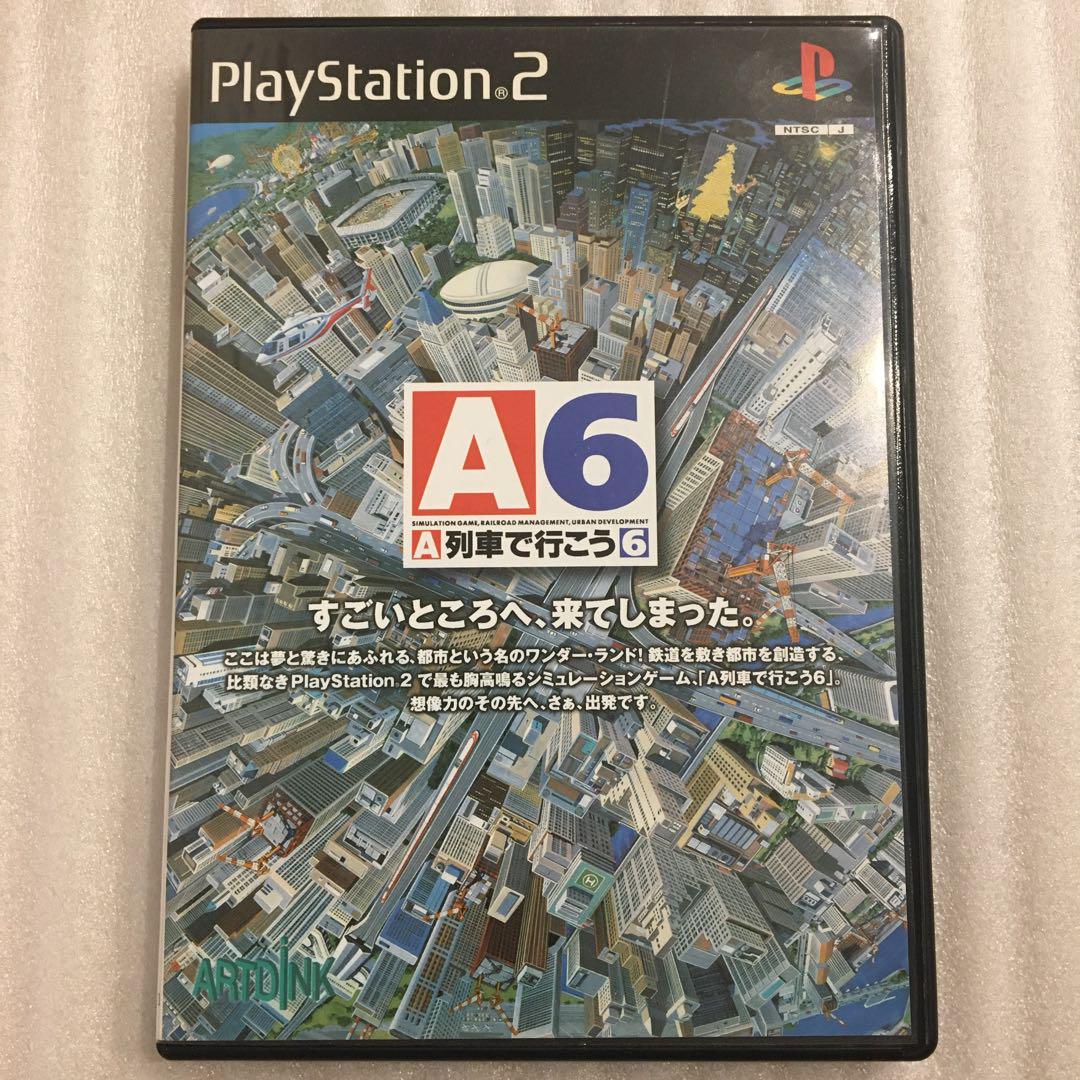 PlayStation®2
NTSC J
A6
SIMULATION GAME, RAILROAD MANAGEMENT, URBAN DEVELOPMENT
A列車で行こう6
すごいところへ、来てしまった。
ここは夢と驚きにあふれる、都市という名のワンダー・ランド! 鉄道を敷き都市を創造する、
比類なきPlayStation 2 で最も胸高鳴るシミュレーションゲーム、「A列車で行こう6」。
想像力のその先へ、さぁ、出発です。
H
ARTDINK